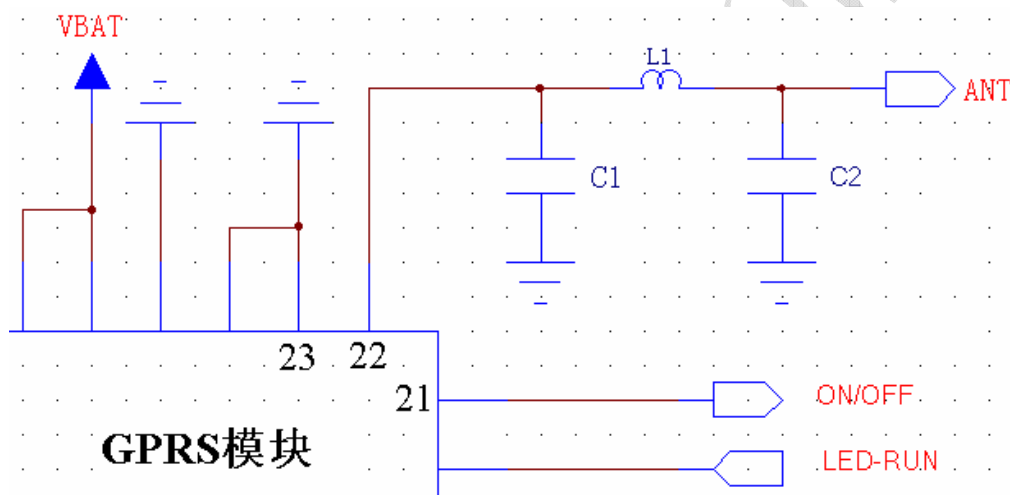 VBAT
L1
ANT
C1
C2
23
22
21
ON/OFF
GPRS模块
LED-RUN